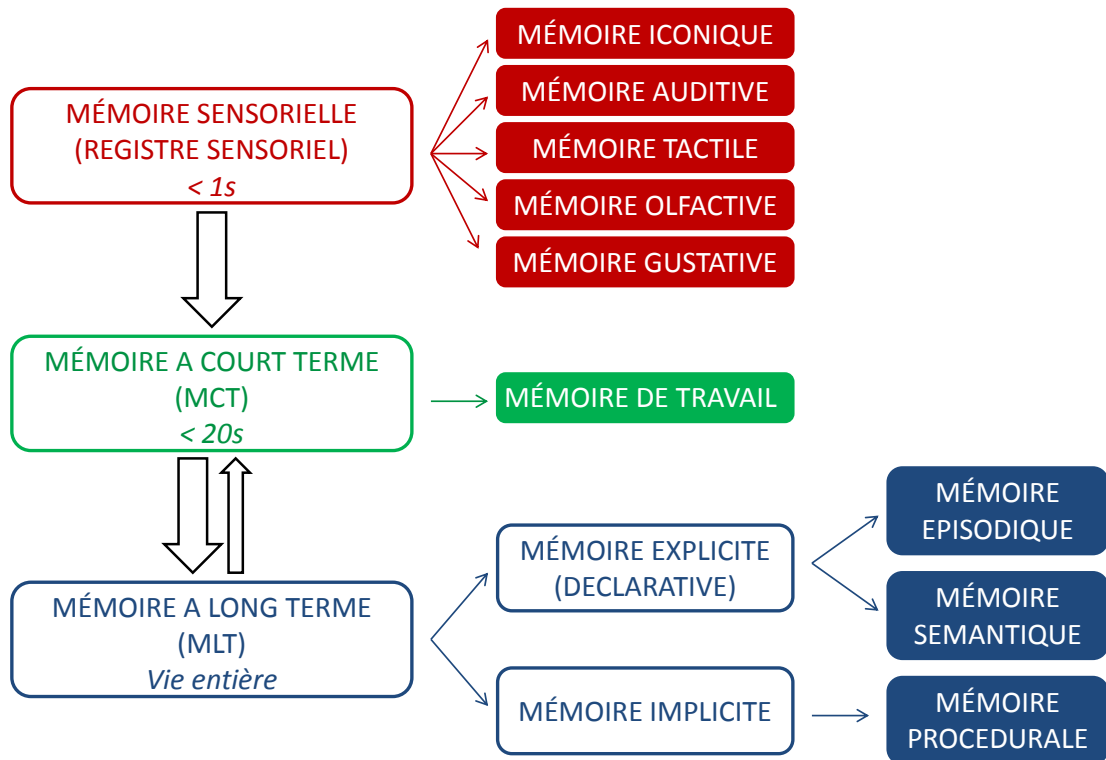 MÉMOIRE SENSORIELLE
(REGISTRE SENSORIEL)
< 1s
MÉMOIRE ICONIQUE
MÉMOIRE AUDITIVE
MÉMOIRE TACTILE
MÉMOIRE OLFACTIVE
MÉMOIRE GUSTATIVE
MÉMOIRE A COURT TERME
(MCT)
< 20s
MÉMOIRE DE TRAVAIL
MÉMOIRE A LONG TERME
(MLT)
Vie entière
MÉMOIRE EXPLICITE
(DECLARATIVE)
MÉMOIRE
EPISODIQUE
MÉMOIRE
SEMANTIQUE
MÉMOIRE IMPLICITE
MÉMOIRE
PROCEDURALE